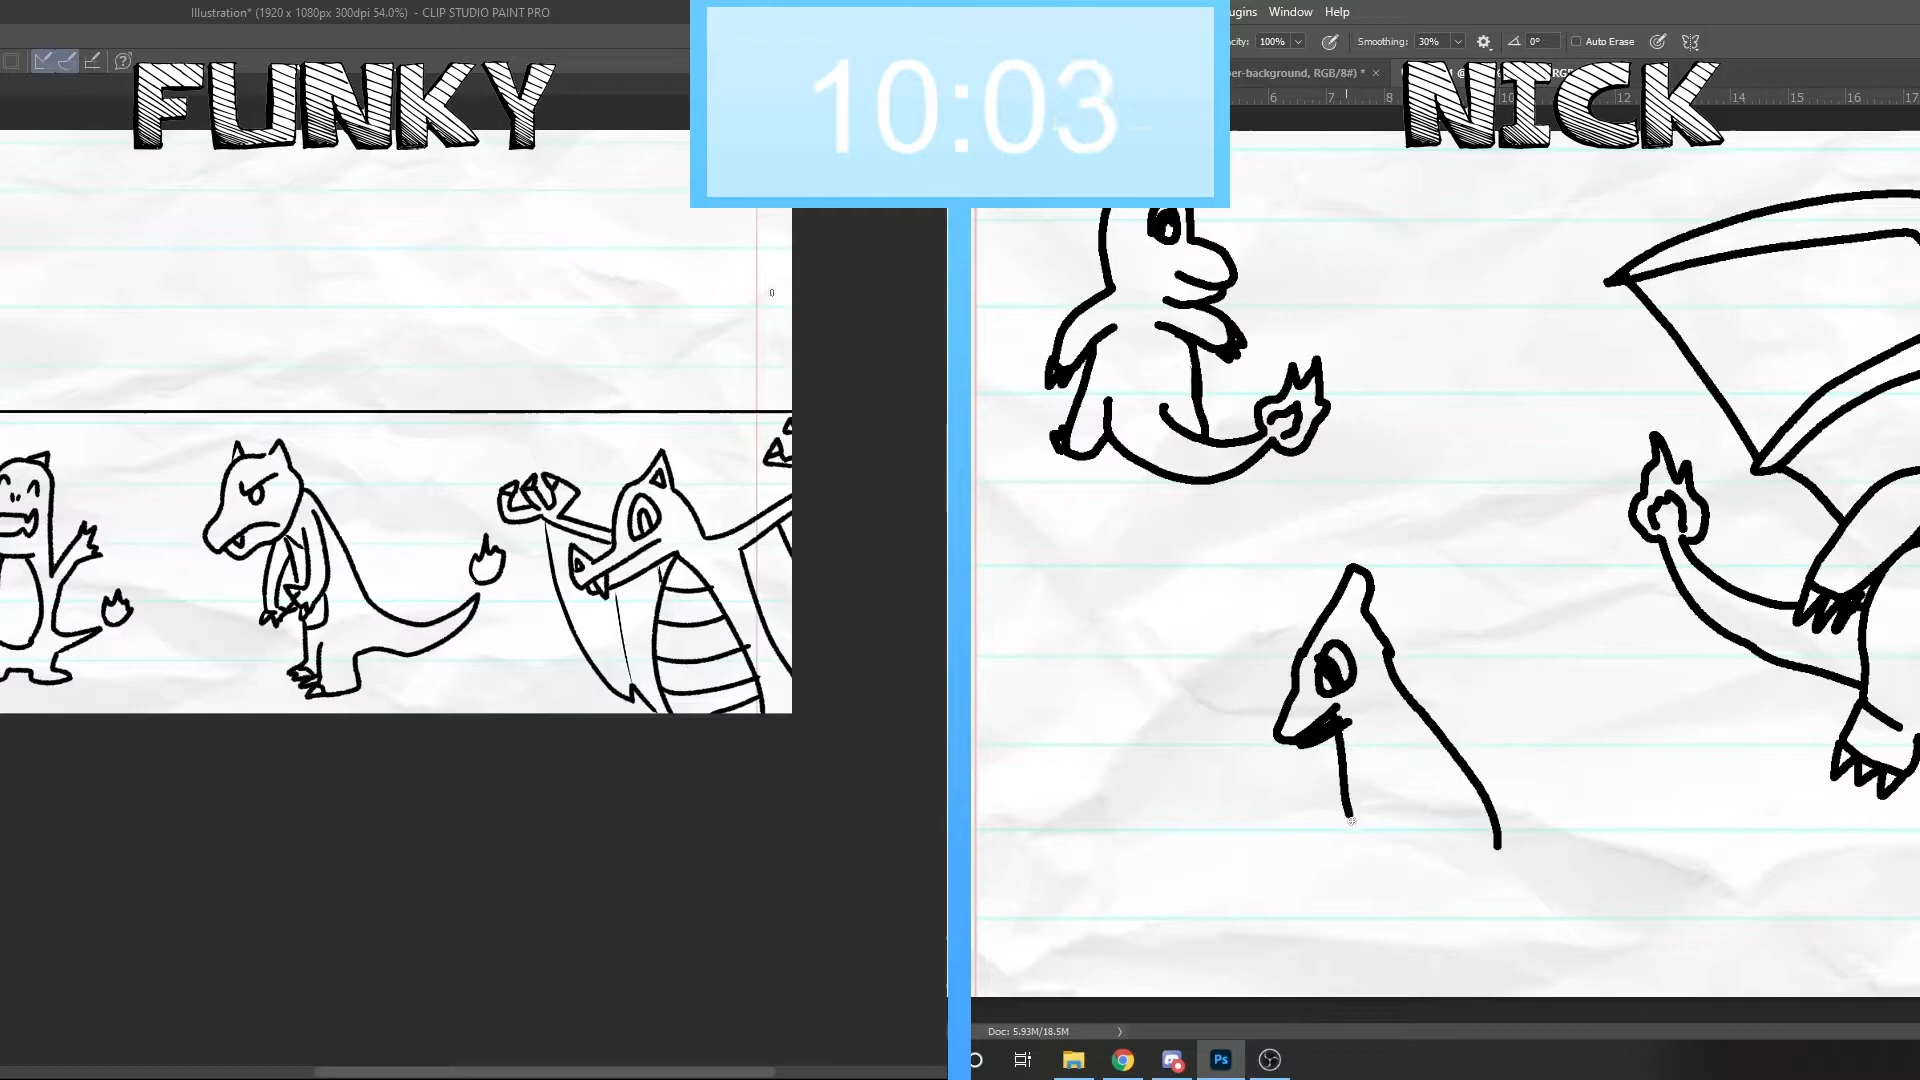 Illustration* (1920 x 1080px 300dpi 54.0%) - CLIP STUDIO PAINT PRO
FUNKY
10:03
ugins Window Help
city: 100% Smoothing: 30% 0° Auto Erase
er-background, RGB/8#) * ×
6 7 8 10 12 14 15 16 17
NICK
Doc: 5.93M/18.5M
Ps